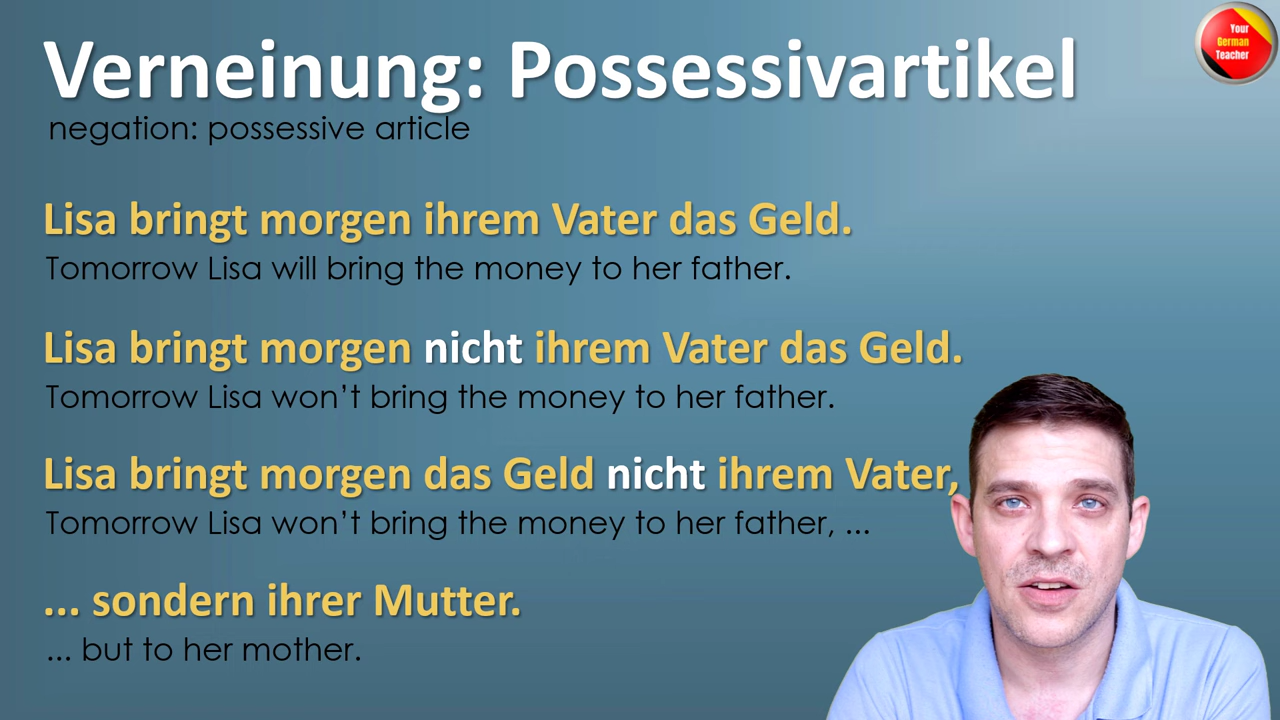 Verneinung: Possessivartikel
negation: possessive article
Your
German
Teacher
Lisa bringt morgen ihrem Vater das Geld.
Tomorrow Lisa will bring the money to her father.
Lisa bringt morgen nicht ihrem Vater das Geld.
Tomorrow Lisa won’t bring the money to her father.
Lisa bringt morgen das Geld nicht ihrem Vater,
Tomorrow Lisa won’t bring the money to her father, ...
... sondern ihrer Mutter.
... but to her mother.